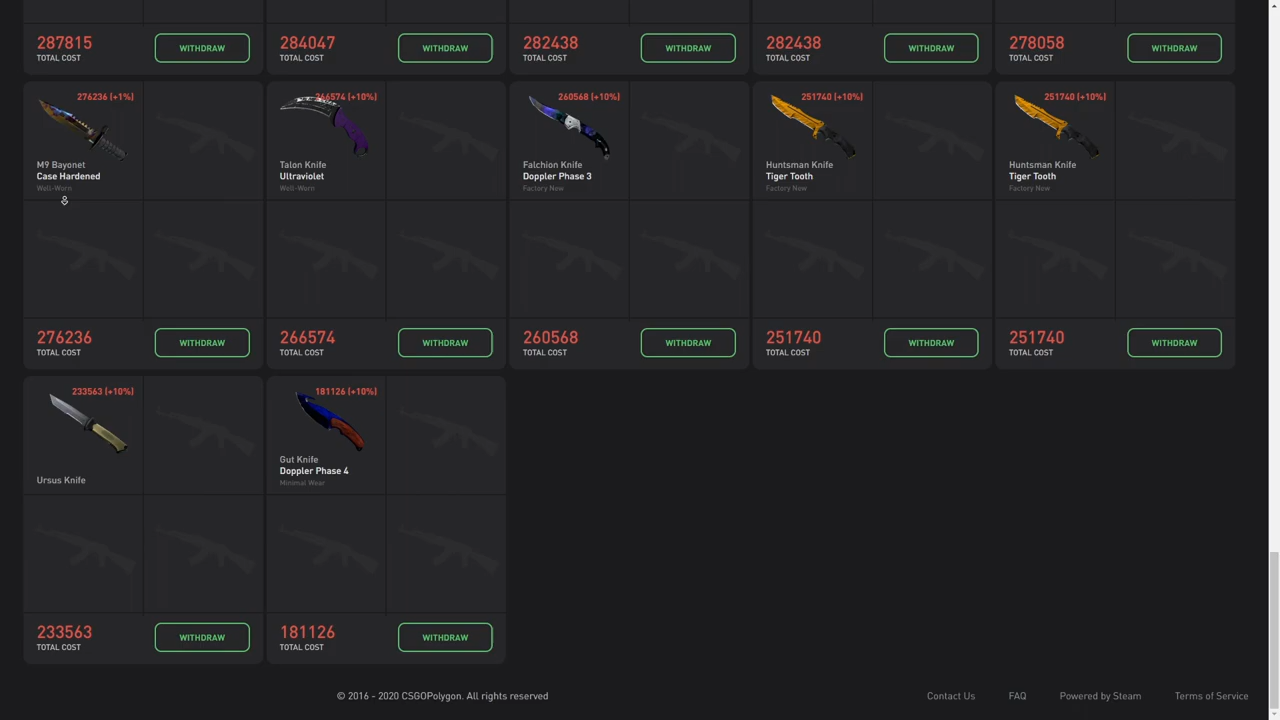 287815
TOTAL COST
WITHDRAW
284047
TOTAL COST
WITHDRAW
282438
TOTAL COST
WITHDRAW
282438
TOTAL COST
WITHDRAW
278058
TOTAL COST
WITHDRAW
276236 (+1%)
M9 Bayonet
Case Hardened
Well-Worn
276236
TOTAL COST
WITHDRAW
266574 (+10%)
Talon Knife
Ultraviolet
Well-Worn
266574
TOTAL COST
WITHDRAW
260568 (+10%)
Falchion Knife
Doppler Phase 3
Factory New
260568
TOTAL COST
WITHDRAW
251740 (+10%)
Huntsman Knife
Tiger Tooth
Factory New
251740
TOTAL COST
WITHDRAW
251740 (+10%)
Huntsman Knife
Tiger Tooth
Factory New
251740
TOTAL COST
WITHDRAW
233563 (+10%)
Ursus Knife
233563
TOTAL COST
WITHDRAW
181126 (+10%)
Gut Knife
Doppler Phase 4
Minimal Wear
181126
TOTAL COST
WITHDRAW
© 2016 - 2020 CSGOPolygon. All rights reserved
Contact Us
FAQ
Powered by Steam
Terms of Service